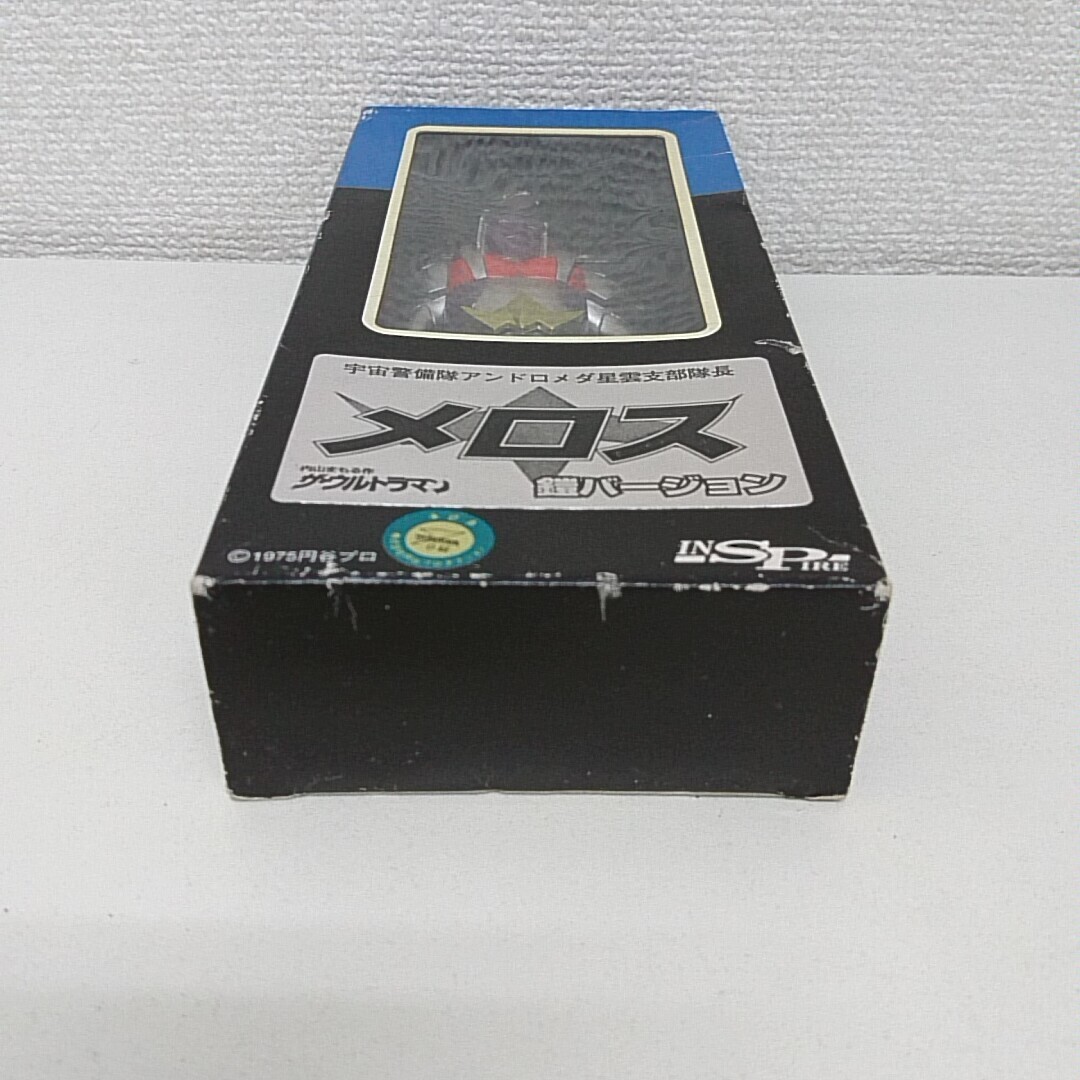 宇宙警備隊アンドロメダ星雲支部隊長
メロス
内山まもる作
ザ・ウルトラマン
鎧バージョン
©1975円谷プロ
INSPIRE